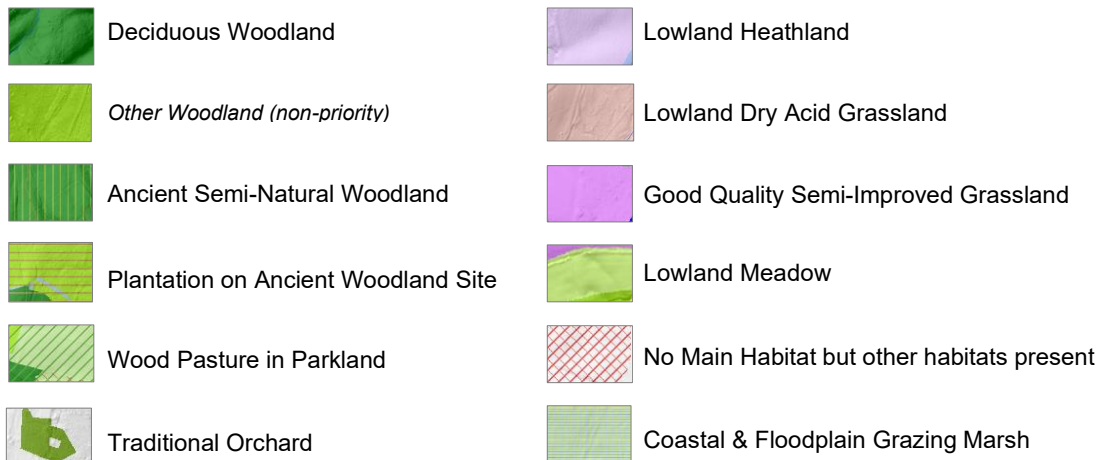 Deciduous Woodland
Other Woodland (non-priority)
Ancient Semi-Natural Woodland
Plantation on Ancient Woodland Site
Wood Pasture in Parkland
Traditional Orchard
Lowland Heathland
Lowland Dry Acid Grassland
Good Quality Semi-Improved Grassland
Lowland Meadow
No Main Habitat but other habitats present
Coastal & Floodplain Grazing Marsh